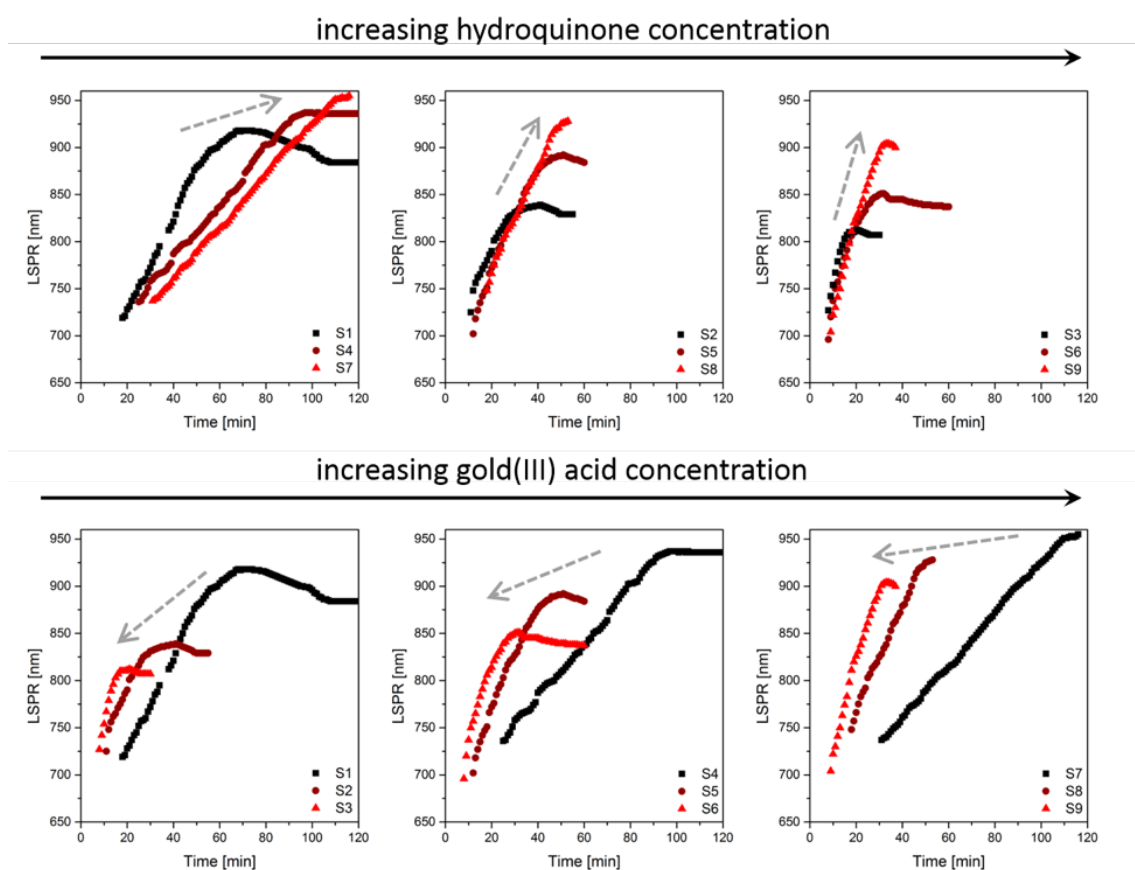 increasing hydroquinone concentration
950
900
850
800
750
700
650
LSPR [nm]
0 20 40 60 80 100 120
Time [min]
S1
S4
S7
950
900
850
800
750
700
650
LSPR [nm]
0 20 40 60 80 100 120
Time [min]
S2
S5
S8
950
900
850
800
750
700
650
LSPR [nm]
0 20 40 60 80 100 120
Time [min]
S3
S6
S9
increasing gold(III) acid concentration
950
900
850
800
750
700
650
LSPR [nm]
0 20 40 60 80 100 120
Time [min]
S1
S2
S3
950
900
850
800
750
700
650
LSPR [nm]
0 20 40 60 80 100 120
Time [min]
S4
S5
S6
950
900
850
800
750
700
650
LSPR [nm]
0 20 40 60 80 100 120
Time [min]
S7
S8
S9